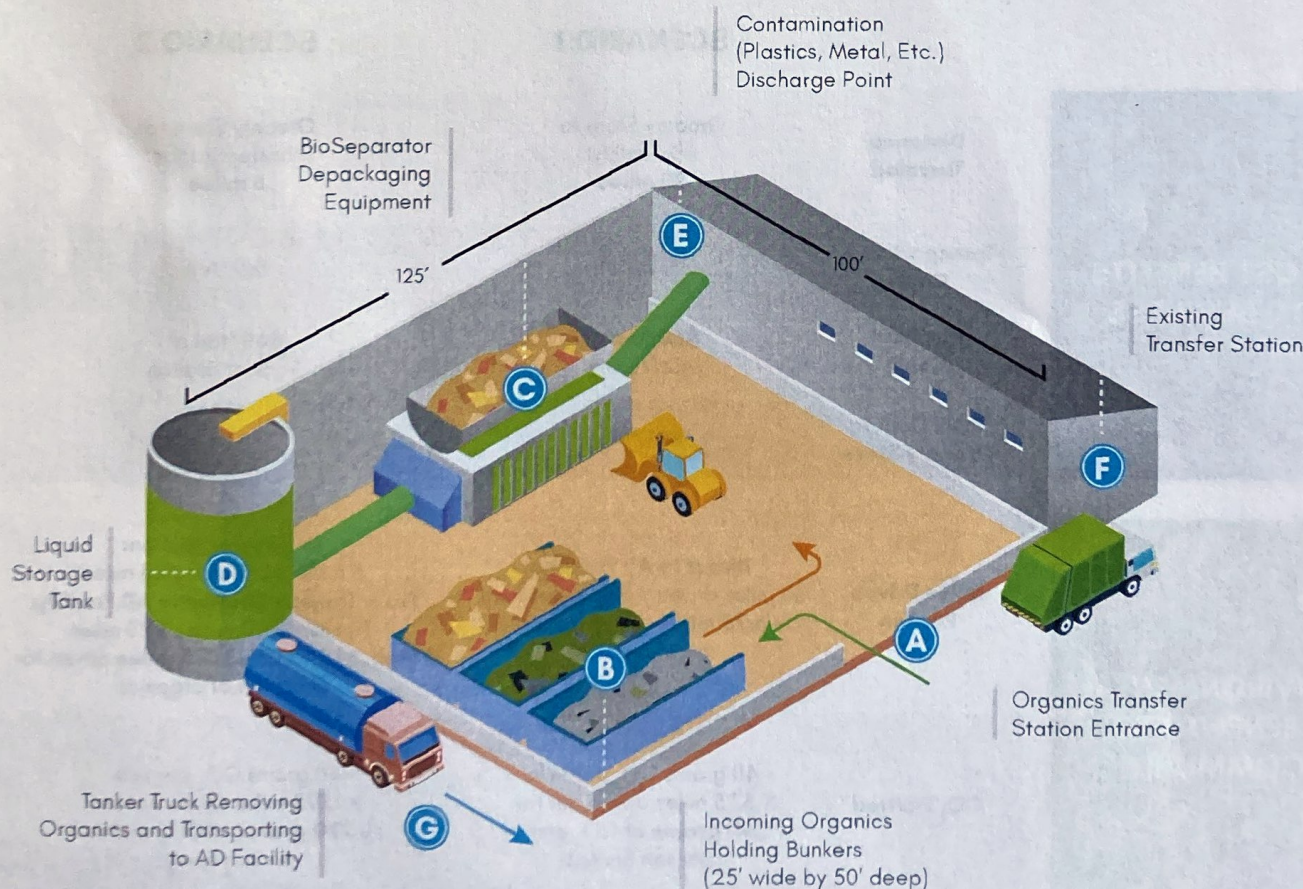 Contamination
(Plastics, Metal, Etc.)
Discharge Point
BioSeparator
Depackaging
Equipment
E
125'
100'
Existing
Transfer Station
C
F
Liquid
Storage
Tank
D
A
B
Organics Transfer
Station Entrance
Tanker Truck Removing
Organics and Transporting
to AD Facility
G
Incoming Organics
Holding Bunkers
(25' wide by 50' deep)